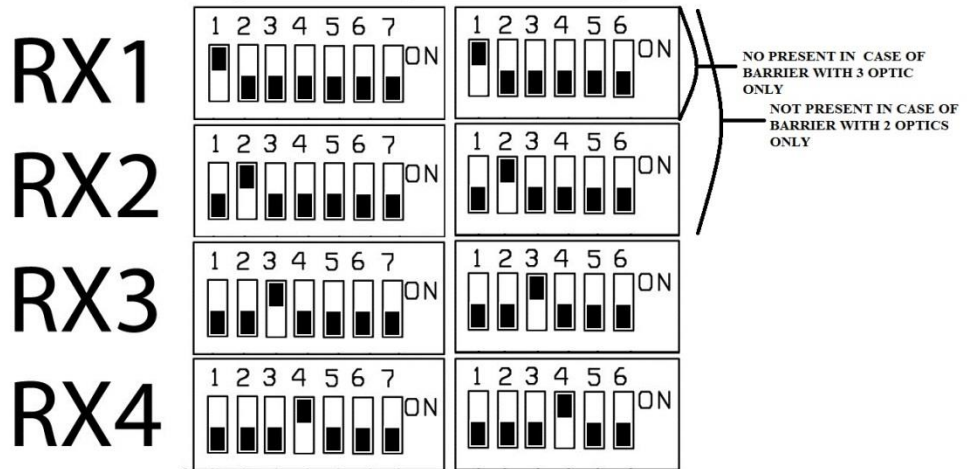 1 2 3 4 5 6 7
ON
1 2 3 4 5 6
ON
RX1
NO PRESENT IN CASE OF
BARRIER WITH 3 OPTIC
ONLY
NOT PRESENT IN CASE OF
BARRIER WITH 2 OPTICS
ONLY
1 2 3 4 5 6 7
ON
1 2 3 4 5 6
ON
RX2
1 2 3 4 5 6 7
ON
1 2 3 4 5 6
ON
RX3
1 2 3 4 5 6 7
ON
1 2 3 4 5 6
ON
RX4